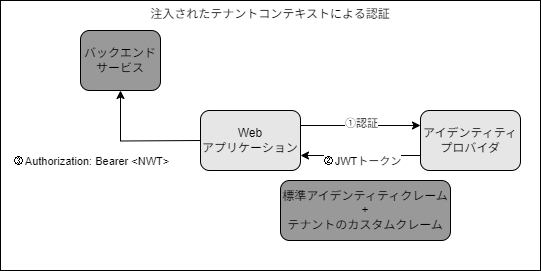 注入されたテナントコンテキストによる認証
バックエンド
サービス
Web
アプリケーション
①認証
アイデンティティ
プロバイダ
②JWTトークン
③Authorization: Bearer <NWT>
標準アイデンティティクレーム
+
テナントのカスタムクレーム